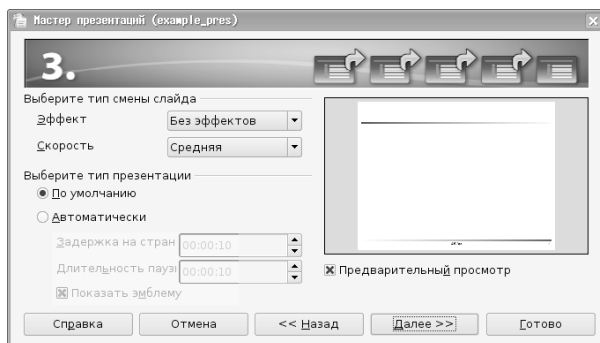 Мастер презентаций (example_pres)
3.
Выберите тип смены слайда
Эффект
Без эффектов
Скорость
Средняя
Выберите тип презентации
По умолчанию
Автоматически
Задержка на стран
00:00:10
Длительность паузы
00:00:10
Показать эмблему
Предварительный просмотр
Справка
Отмена
<< Назад
Далее >>
Готово